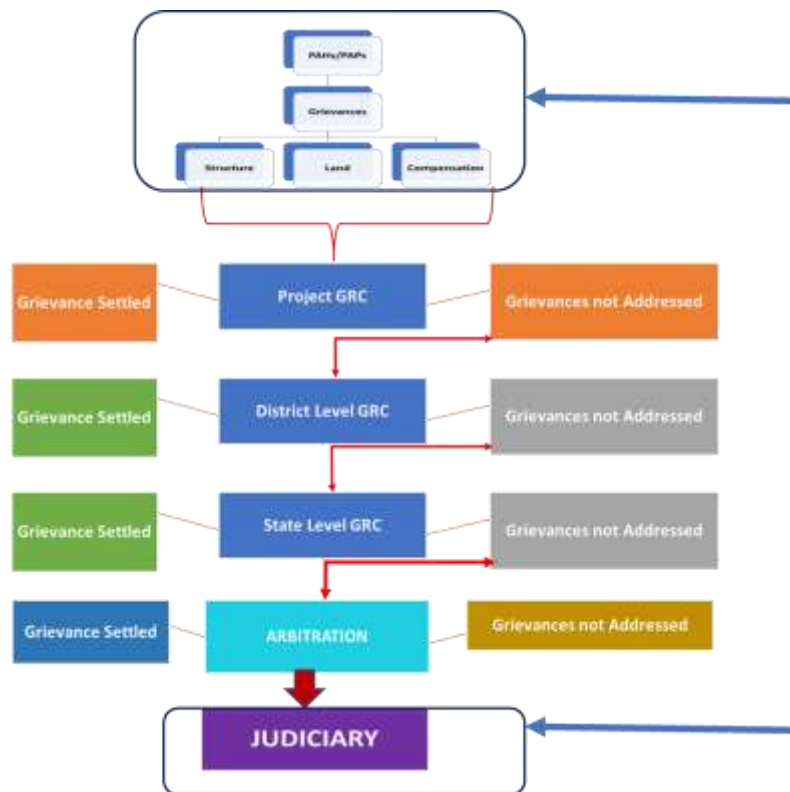 PAHs/PAPs
Grievances
Structure
Land
Compensation
Grievance Settled
Project GRC
Grievances not Addressed
Grievance Settled
District Level GRC
Grievances not Addressed
Grievance Settled
State Level GRC
Grievances not Addressed
Grievance Settled
ARBITRATION
Grievances not Addressed
JUDICIARY